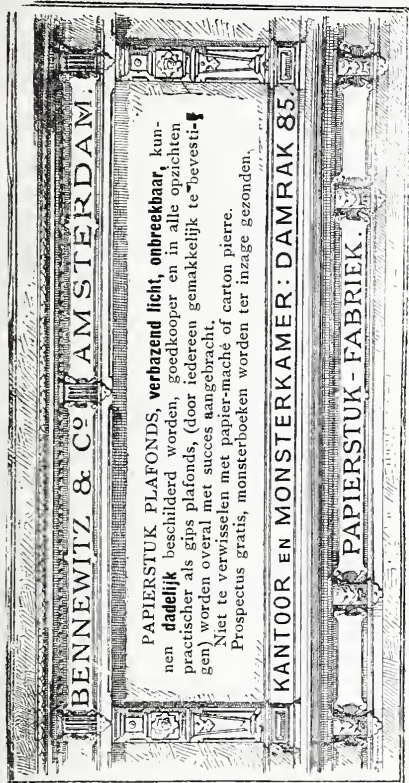 BENNEWITZ & Cº AMSTERDAM.
PAPIERSTUK PLAFONDS, verbazend licht, onbreekbaar, kun-
nen dadelijk beschilderd worden, goedkooper en in alle opzichten
practischer als gips plafonds, (door iedereen gemakkelijk te bevesti-
gen) worden overal met succes aangebracht.
Niet te verwisselen met papier-maché of carton pierre.
Prospectus gratis, monsterboeken worden ter inzage gezonden.
KANTOOR EN MONSTERKAMER: DAMRAK 85.
PAPIERSTUK-FABRIEK.